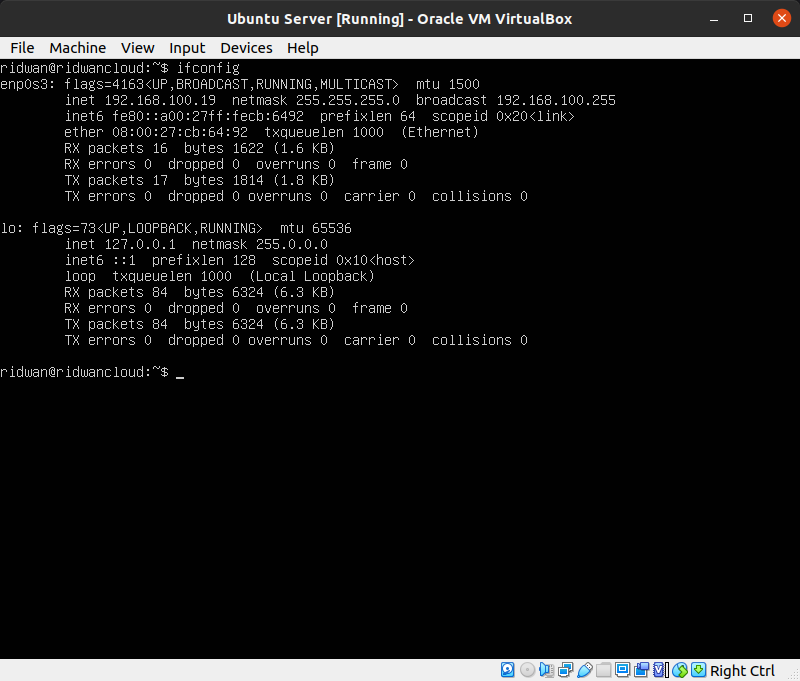 Ubuntu Server [Running] - Oracle VM VirtualBox
File Machine View Input Devices Help
ridwan@ridwancloud:~$ ifconfig
enp0s3: flags=4163<UP,BROADCAST,RUNNING,MULTICAST>  mtu 1500
        inet 192.168.100.19  netmask 255.255.255.0  broadcast 192.168.100.255
        inet6 fe80::a00:27ff:fecb:6492  prefixlen 64  scopeid 0x20<link>
        ether 08:00:27:cb:64:92  txqueuelen 1000  (Ethernet)
        RX packets 16  bytes 1622 (1.6 KB)
        RX errors 0  dropped 0  overruns 0  frame 0
        TX packets 17  bytes 1814 (1.8 KB)
        TX errors 0  dropped 0 overruns 0  carrier 0  collisions 0
lo: flags=73<UP,LOOPBACK,RUNNING>  mtu 65536
        inet 127.0.0.1  netmask 255.0.0.0
        inet6 ::1  prefixlen 128  scopeid 0x10<host>
        loop  txqueuelen 1000  (Local Loopback)
        RX packets 84  bytes 6324 (6.3 KB)
        RX errors 0  dropped 0  overruns 0  frame 0
        TX packets 84  bytes 6324 (6.3 KB)
        TX errors 0  dropped 0 overruns 0  carrier 0  collisions 0
ridwan@ridwancloud:~$ _
Right Ctrl